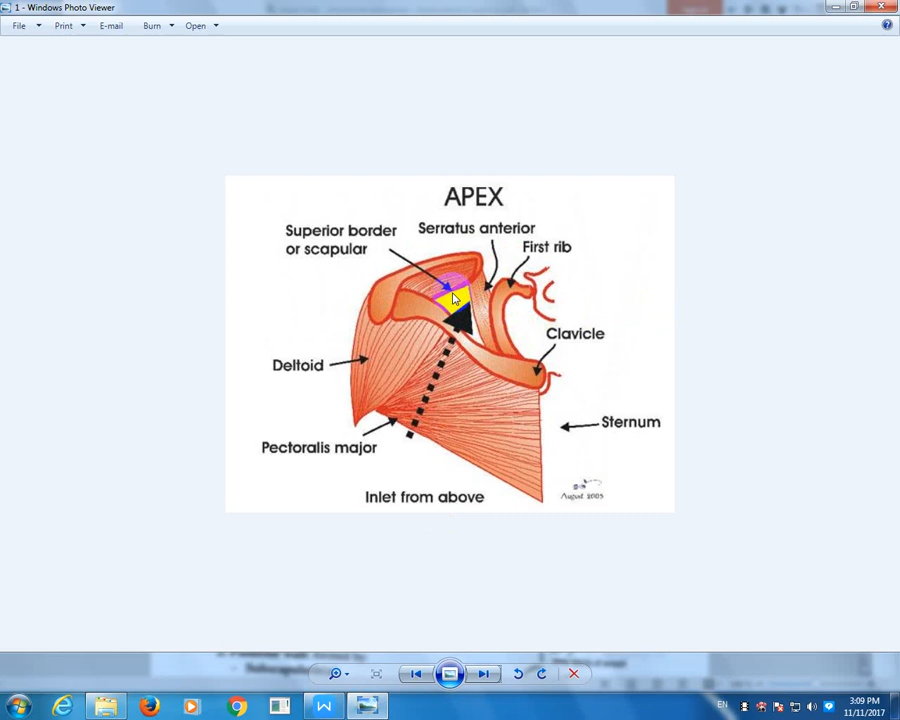 1 - Windows Photo Viewer
File Print E-mail Burn Open
APEX
Superior border
or scapular
Serratus anterior
First rib
Clavicle
Deltoid
Sternum
Pectoralis major
Inlet from above
August 2005
EN
3:09 PM
11/11/2017